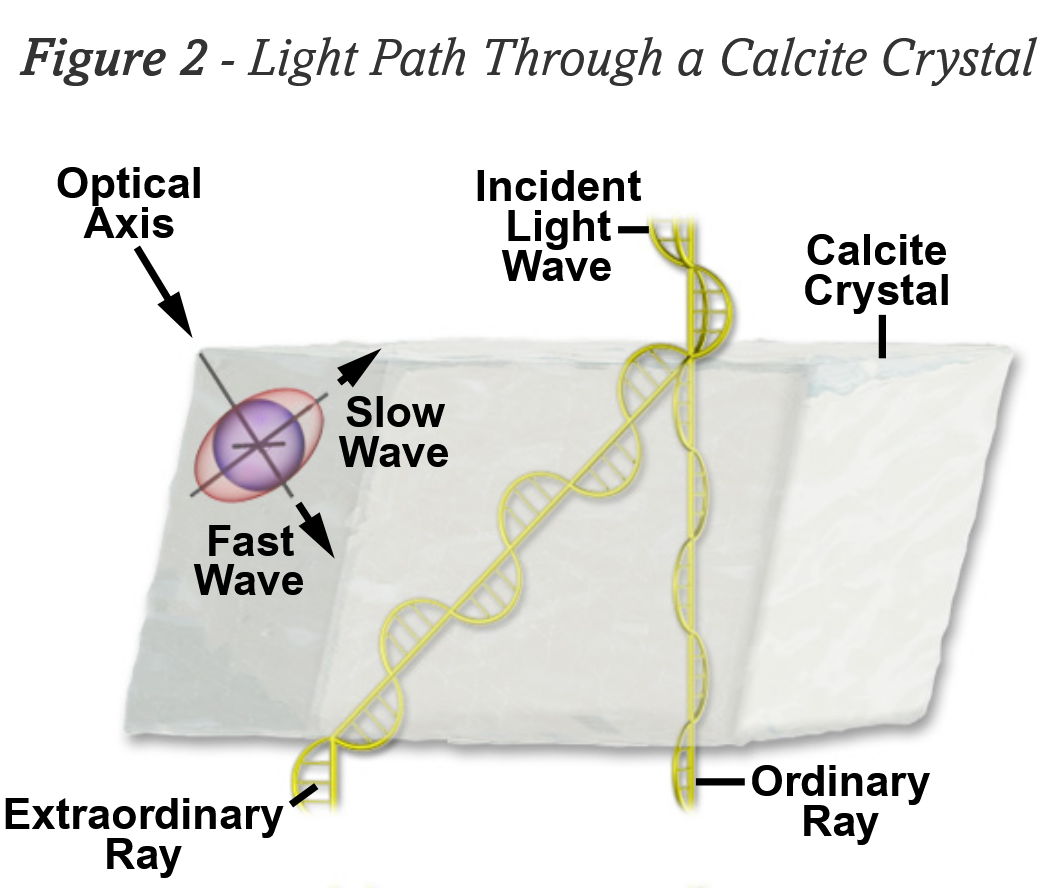 Figure 2 - Light Path Through a Calcite Crystal
Optical
Axis
Incident
Light
Wave
Calcite
Crystal
Slow
Wave
Fast
Wave
Extraordinary
Ray
Ordinary
Ray